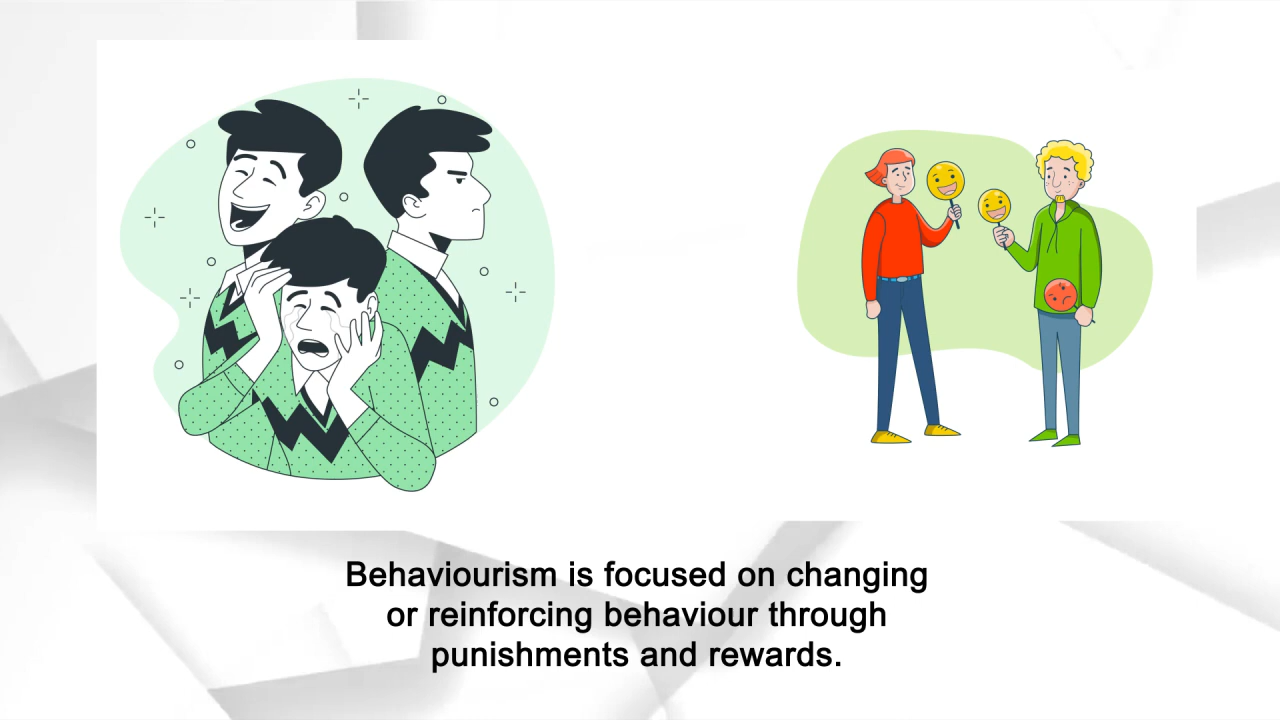 Behaviourism is focused on changing
or reinforcing behaviour through
punishments and rewards.